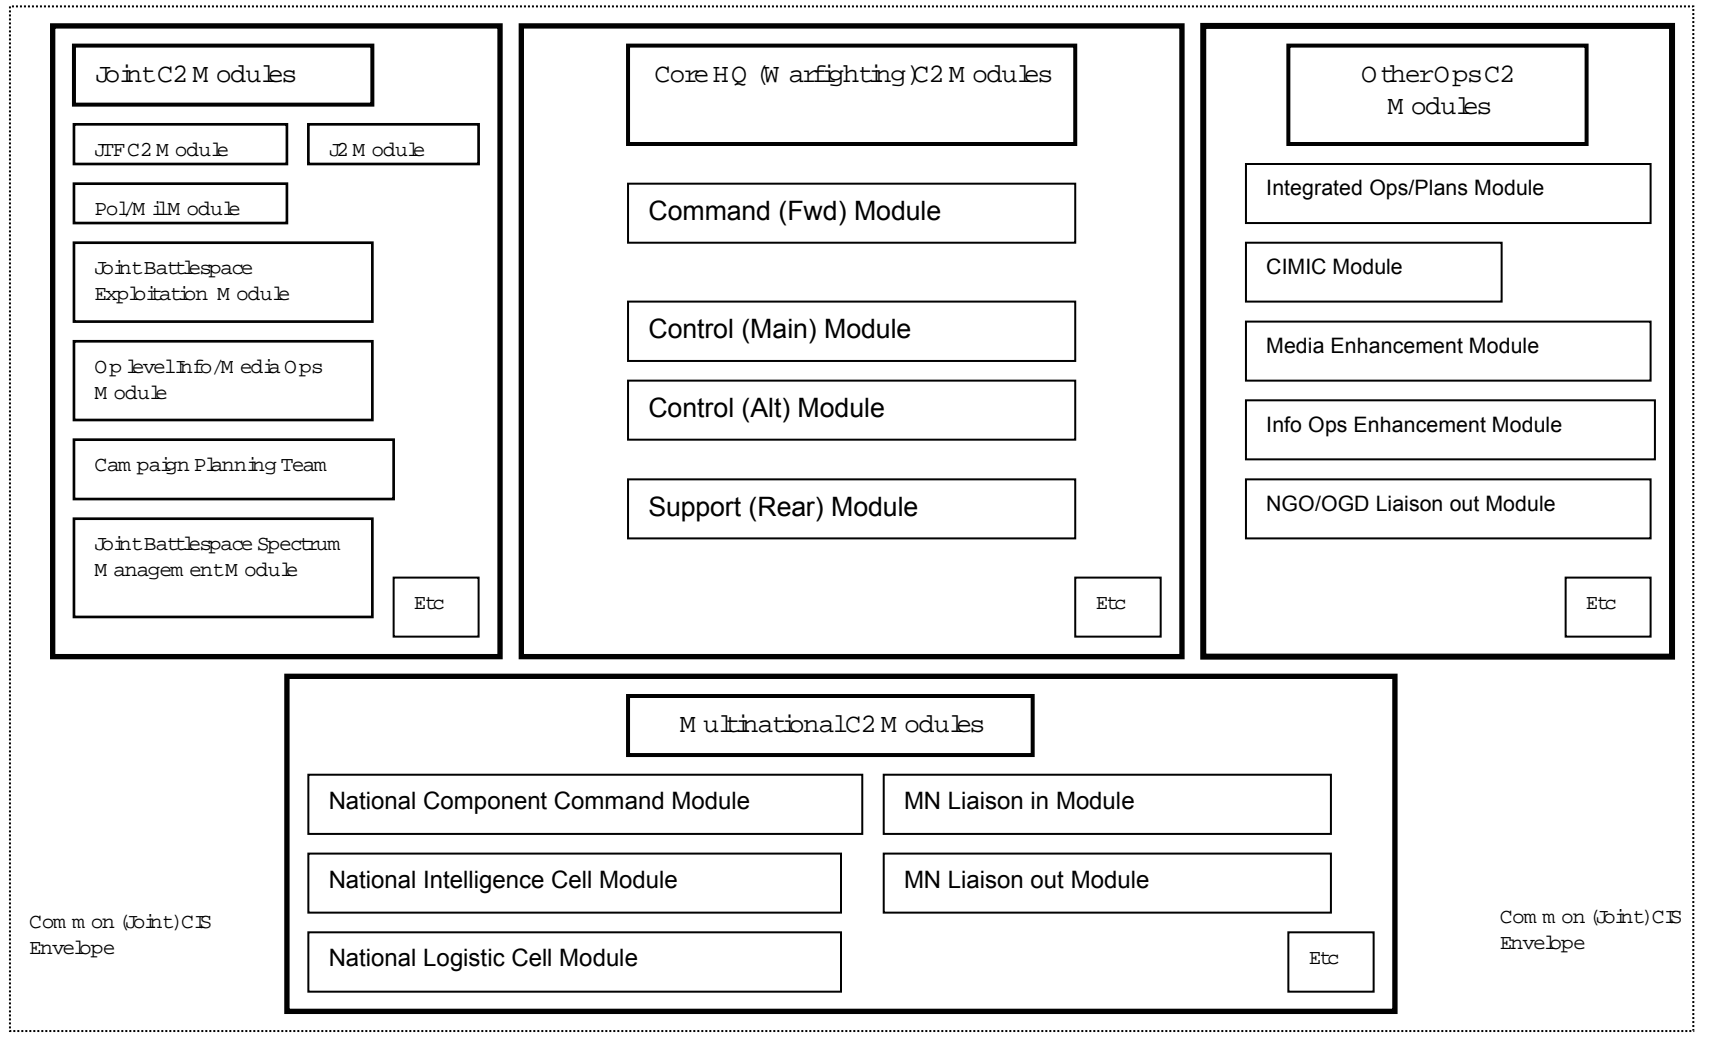 Joint C2 Modules
JTF C2 Module
J2 Module
Pol/Mil Module
Joint Battlespace
Exploitation Module
Op level Info/Media Ops
Module
Campaign Planning Team
Joint Battlespace Spectrum
Management Module
Etc
Core HQ (Warfighting) C2 Modules
Command (Fwd) Module
Control (Main) Module
Control (Alt) Module
Support (Rear) Module
Etc
Other Ops C2
Modules
Integrated Ops/Plans Module
CIMIC Module
Media Enhancement Module
Info Ops Enhancement Module
NGO/OGD Liaison out Module
Etc
Multinational C2 Modules
National Component Command Module
MN Liaison in Module
National Intelligence Cell Module
MN Liaison out Module
National Logistic Cell Module
Etc
Common (Joint) CIS
Envelope
Common (Joint) CIS
Envelope